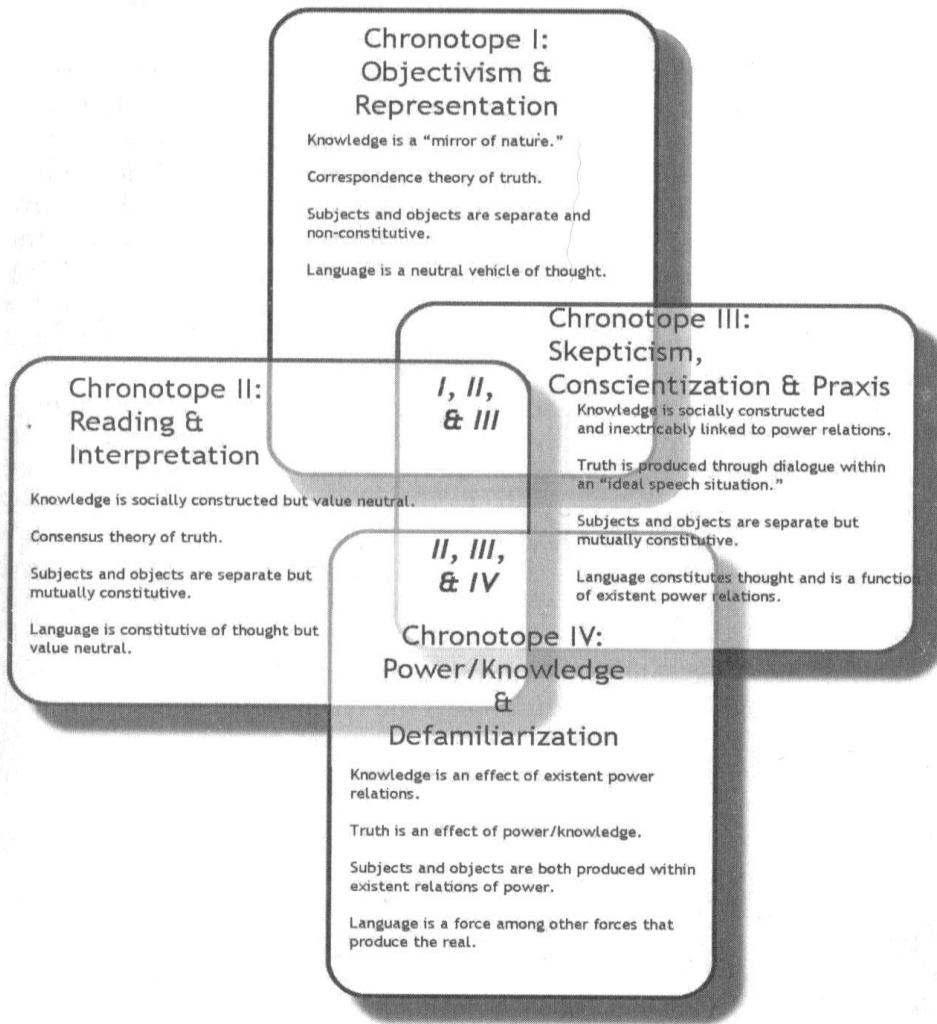 Chronotope I:
Objectivism &
Representation
Knowledge is a “mirror of nature.”
Correspondence theory of truth.
Subjects and objects are separate and
non-constitutive.
Language is a neutral vehicle of thought.
Chronotope III:
Skepticism,
Conscientization & Praxis
Knowledge is socially constructed
and inextricably linked to power relations.
Truth is produced through dialogue within
an “ideal speech situation.”
Subjects and objects are separate but
mutually constitutive.
Language constitutes thought and is a function
of existent power relations.
I, II,
& III
Chronotope II:
Reading &
Interpretation
Knowledge is socially constructed but value neutral.
Consensus theory of truth.
Subjects and objects are separate but
mutually constitutive.
Language is constitutive of thought but
value neutral.
II, III,
& IV
Chronotope IV:
Power/Knowledge
&
Defamiliarization
Knowledge is an effect of existent power
relations.
Truth is an effect of power/knowledge.
Subjects and objects are both produced within
existent relations of power.
Language is a force among other forces that
produce the real.